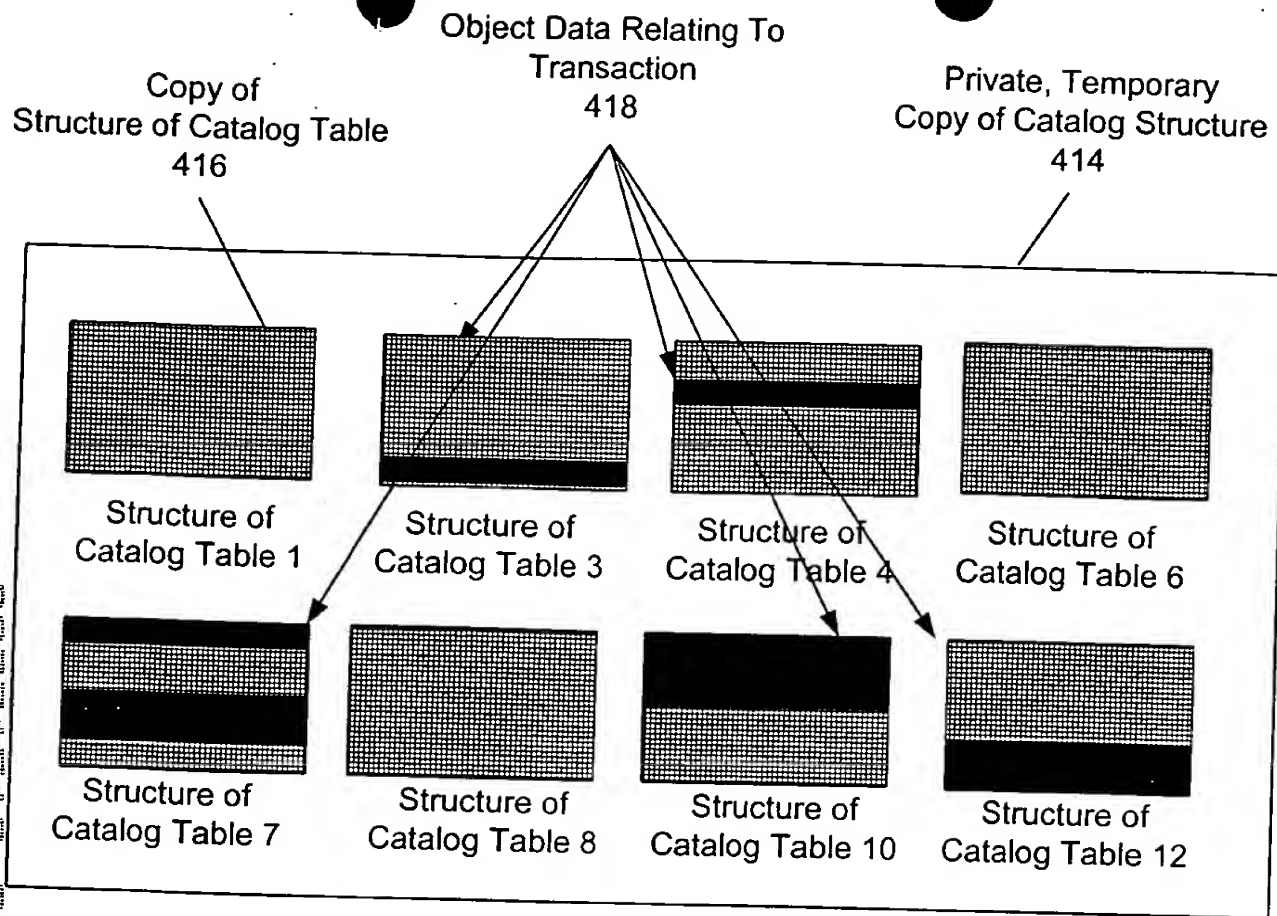 Object Data Relating To
Transaction
418
Copy of
Structure of Catalog Table
416
Private, Temporary
Copy of Catalog Structure
414
Structure of
Catalog Table 1
Structure of
Catalog Table 3
Structure of
Catalog Table 4
Structure of
Catalog Table 6
Structure of
Catalog Table 7
Structure of
Catalog Table 8
Structure of
Catalog Table 10
Structure of
Catalog Table 12